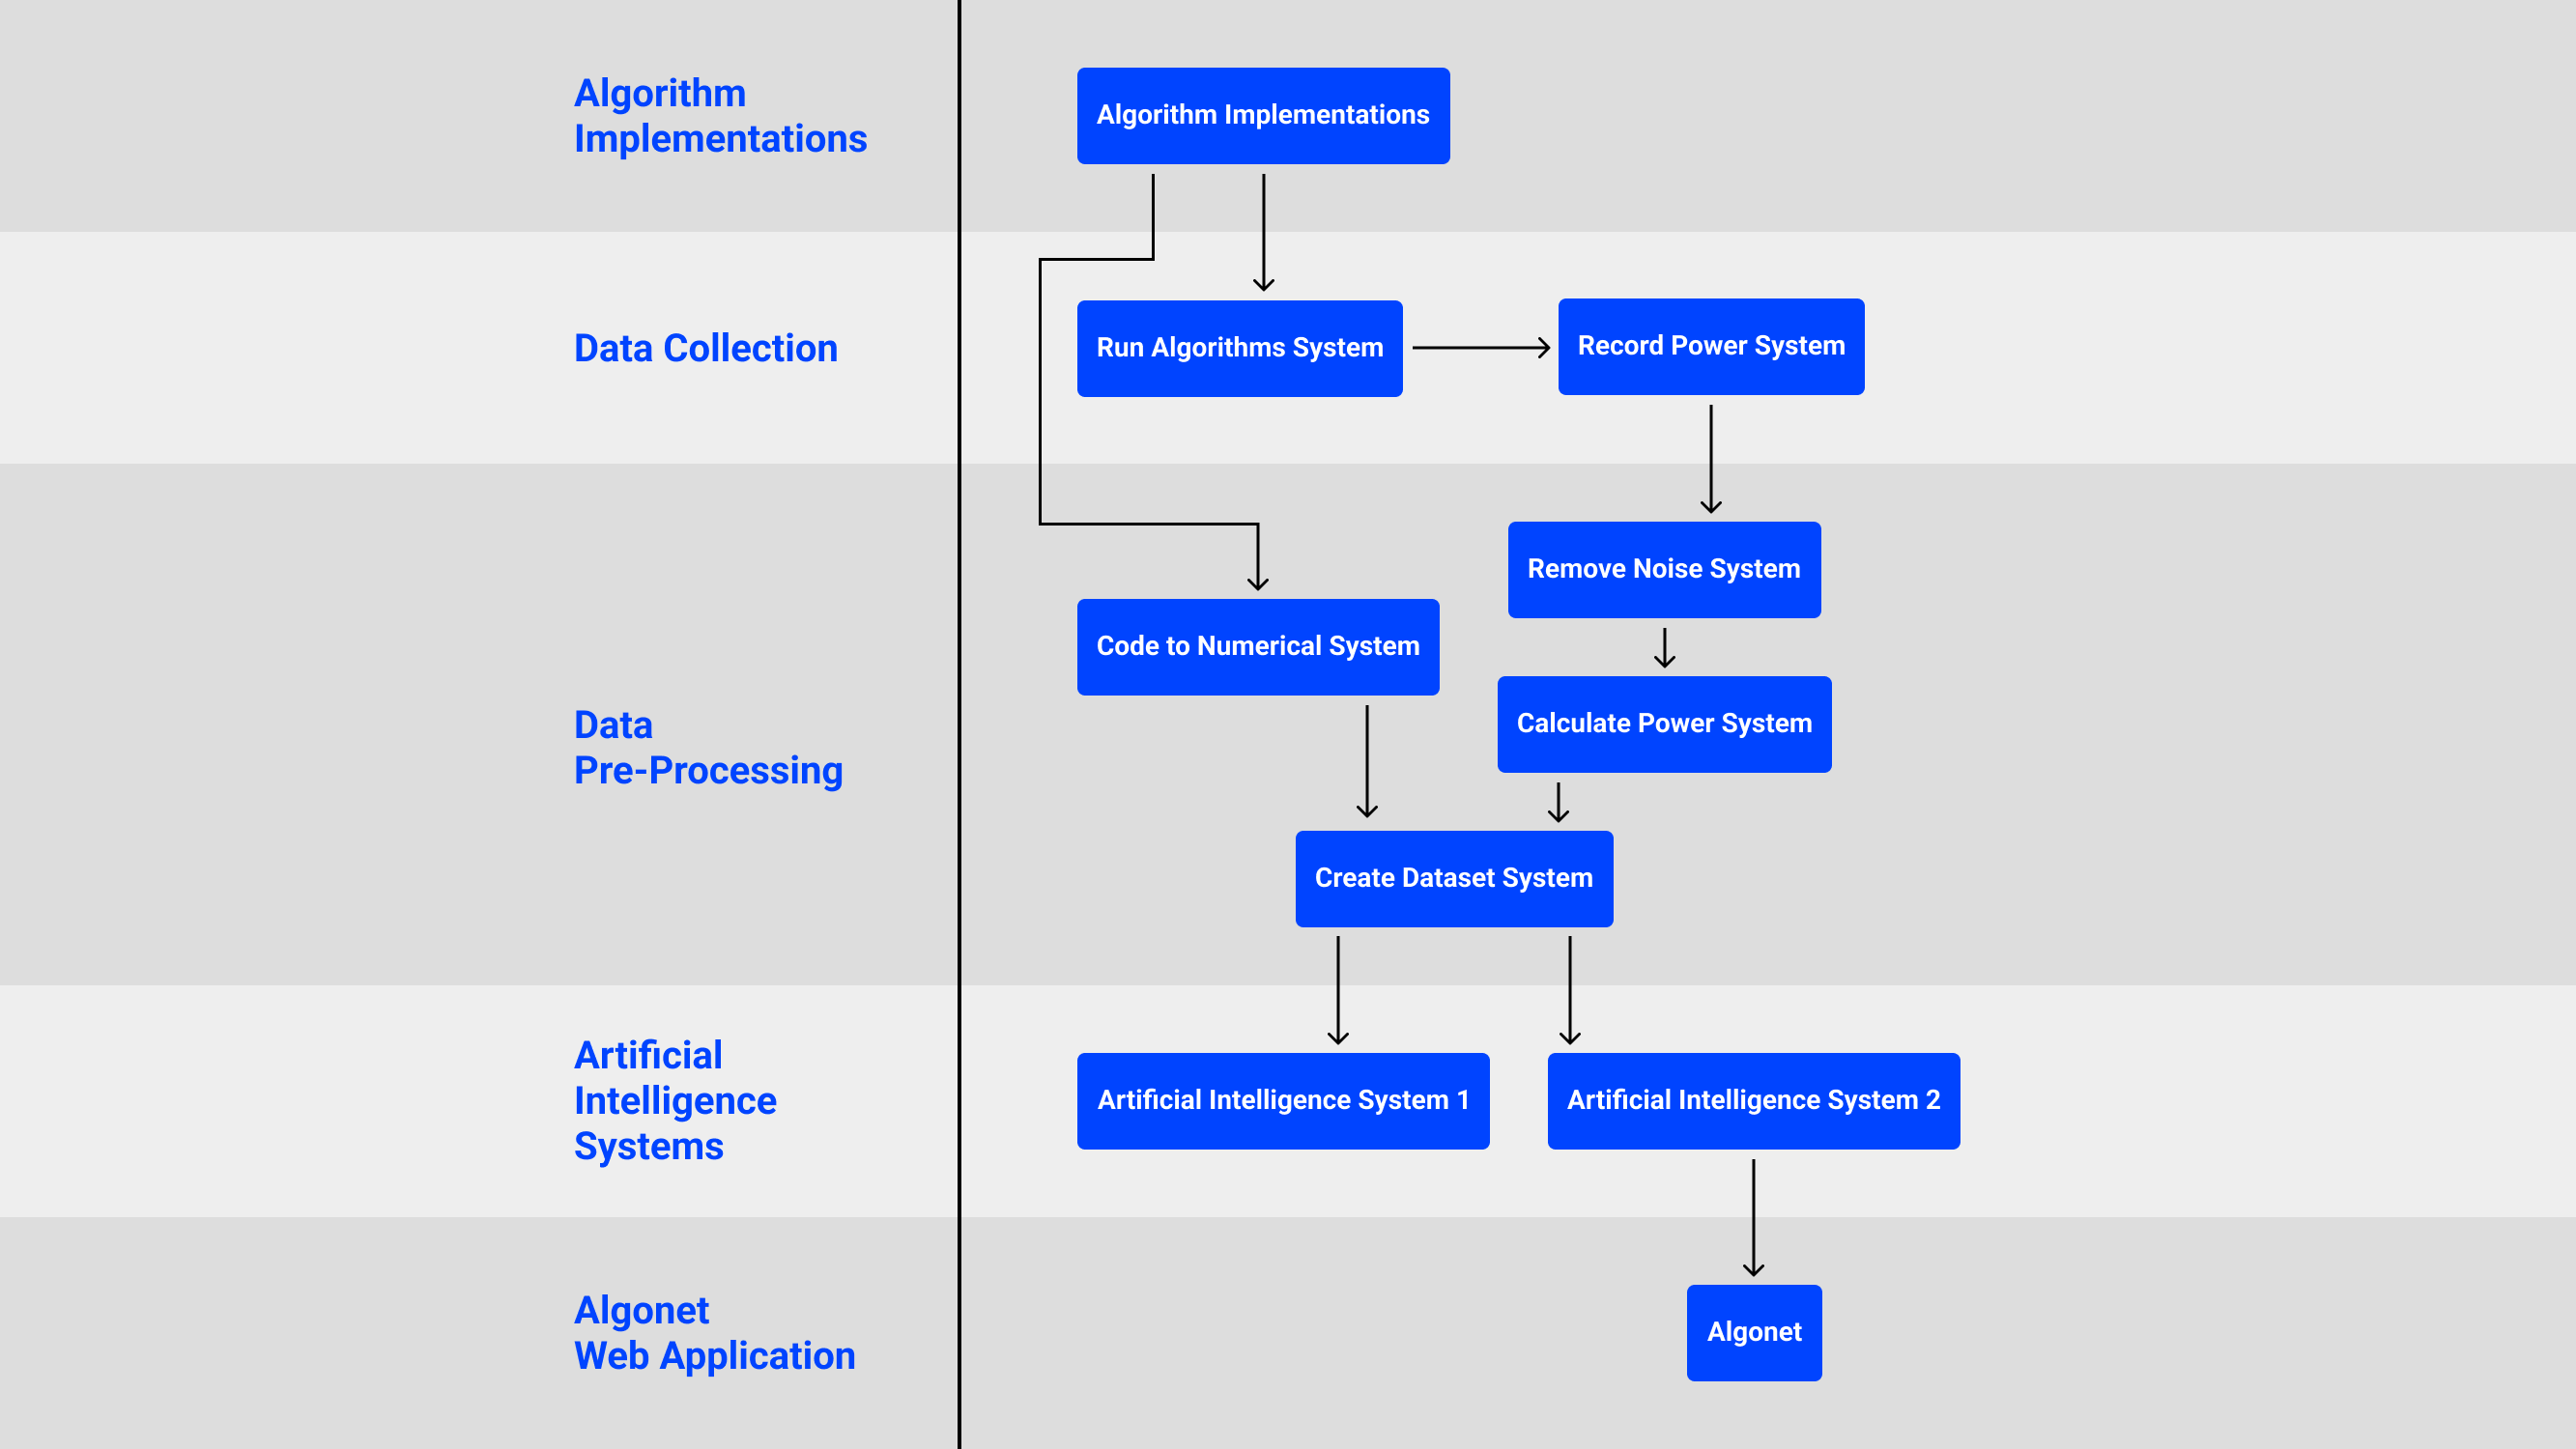 Algorithm
Implementations
Algorithm Implementations
Data Collection
Run Algorithms System
Record Power System
Data
Pre-Processing
Remove Noise System
Code to Numerical System
Calculate Power System
Create Dataset System
Artificial
Intelligence
Systems
Artificial Intelligence System 1
Artificial Intelligence System 2
Algonet
Web Application
Algonet